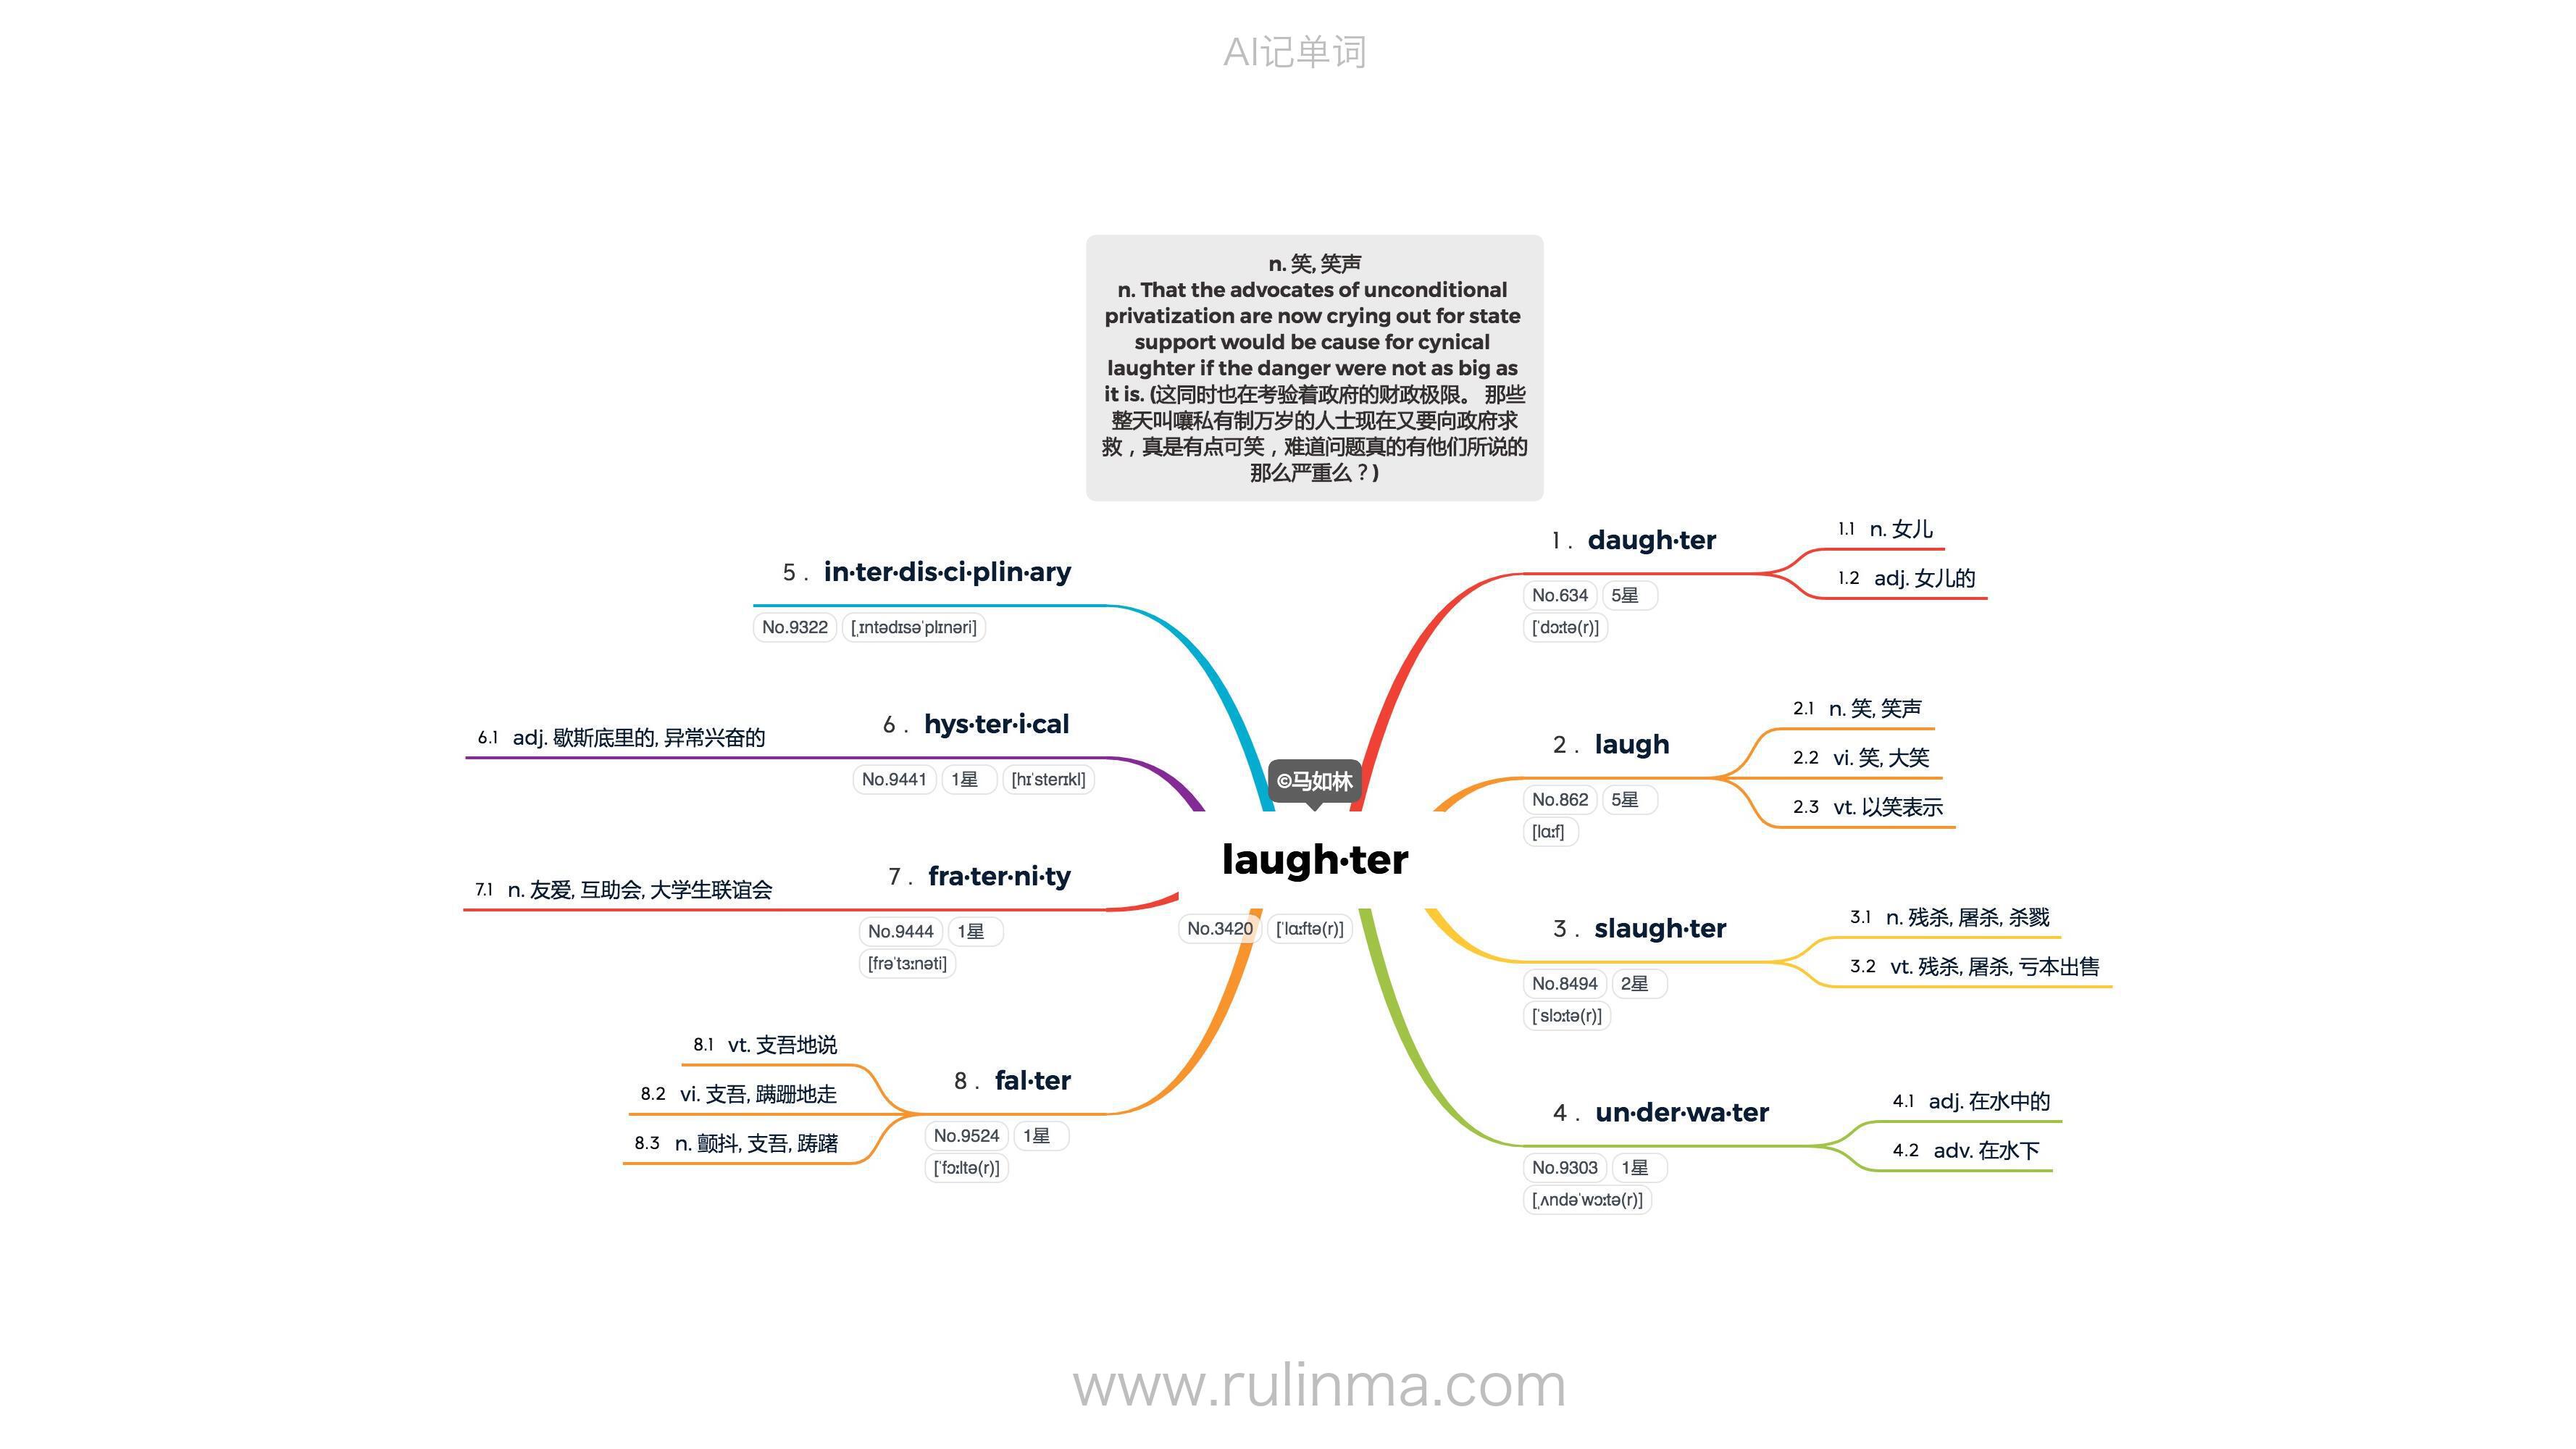 AI记单词
n. 笑, 笑声
n. That the advocates of unconditional
privatization are now crying out for state
support would be cause for cynical
laughter if the danger were not as big as
it is. (这同时也在考验着政府的财政极限。 那些
整天叫嚷私有制万岁的人士现在又要向政府求
救，真是有点可笑，难道问题真的有他们所说的
那么严重么？)
©马如林
laugh·ter
No.3420 [ˈlɑːftə(r)]
1 . daugh·ter
No.634 5星
[ˈdɔːtə(r)]
1.1 n. 女儿
1.2 adj. 女儿的
2 . laugh
No.862 5星
[lɑːf]
2.1 n. 笑, 笑声
2.2 vi. 笑, 大笑
2.3 vt. 以笑表示
3 . slaugh·ter
No.8494 2星
[ˈslɔːtə(r)]
3.1 n. 残杀, 屠杀, 杀戮
3.2 vt. 残杀, 屠杀, 亏本出售
4 . un·der·wa·ter
No.9303 1星
[ˌʌndəˈwɔːtə(r)]
4.1 adj. 在水中的
4.2 adv. 在水下
5 . in·ter·dis·ci·plin·ary
No.9322 [ˌɪntədɪsəˈplɪnəri]
6 . hys·ter·i·cal
No.9441 1星 [hɪˈsterɪkl]
6.1 adj. 歇斯底里的, 异常兴奋的
7 . fra·ter·ni·ty
No.9444 1星
[frəˈtɜːnəti]
7.1 n. 友爱, 互助会, 大学生联谊会
8 . fal·ter
No.9524 1星
[ˈfɔːltə(r)]
8.1 vt. 支吾地说
8.2 vi. 支吾, 蹒跚地走
8.3 n. 颤抖, 支吾, 踌躇
www.rulinma.com